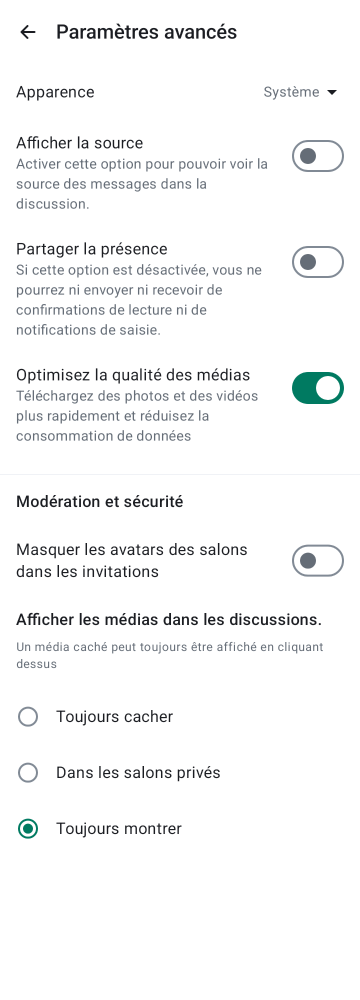 Paramètres avancés
Apparence
Système
Afficher la source
Activer cette option pour pouvoir voir la
source des messages dans la
discussion.
Partager la présence
Si cette option est désactivée, vous ne
pourrez ni envoyer ni recevoir de
confirmations de lecture ni de
notifications de saisie.
Optimisez la qualité des médias
Téléchargez des photos et des vidéos
plus rapidement et réduisez la
consommation de données
Modération et sécurité
Masquer les avatars des salons
dans les invitations
Afficher les médias dans les discussions.
Un média caché peut toujours être affiché en cliquant
dessus
Toujours cacher
Dans les salons privés
Toujours montrer